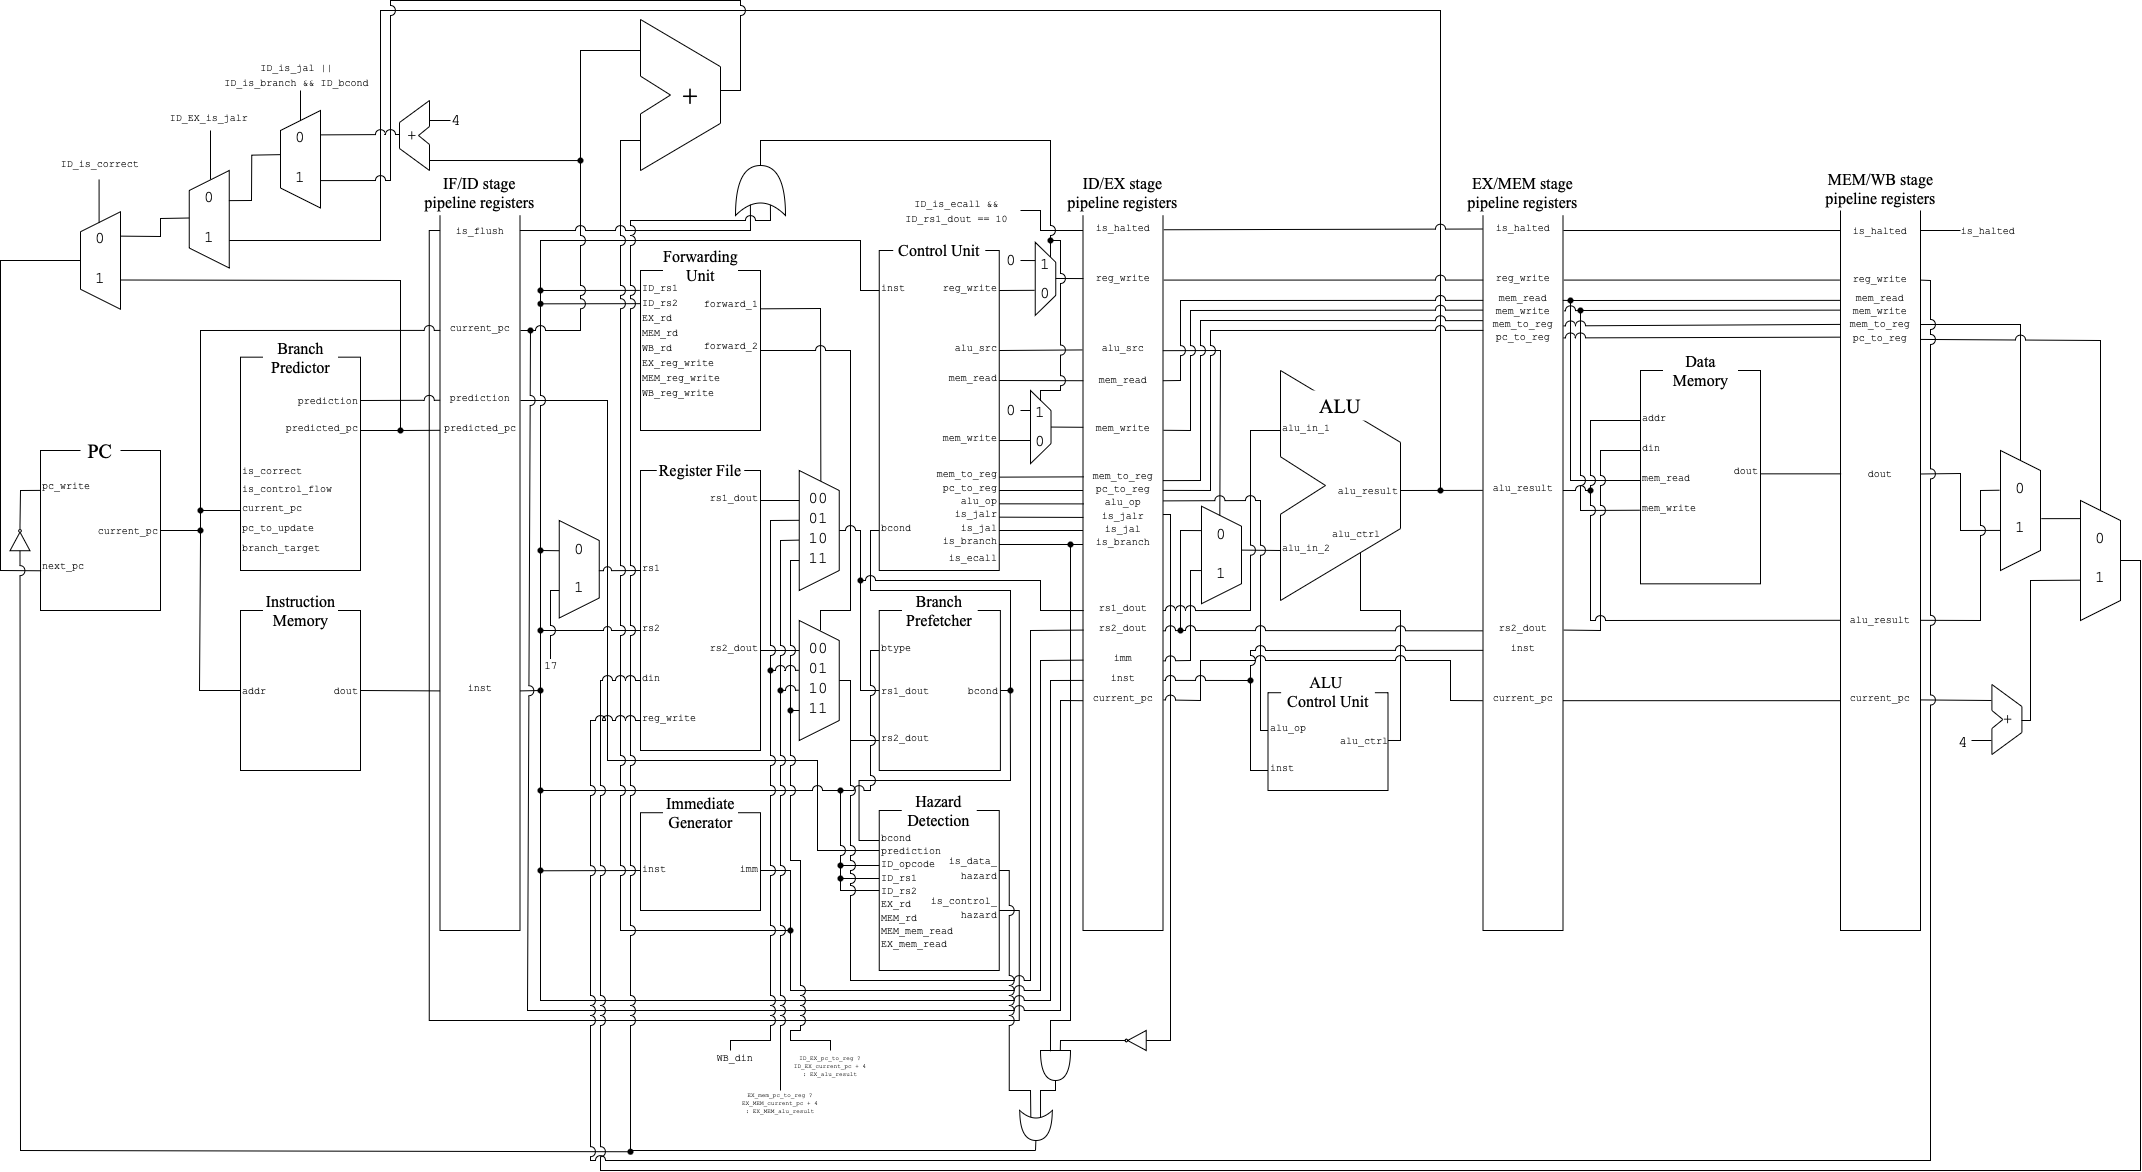 ID_is_jal ||
ID_is_branch && ID_bcond
0
1
ID_EX_is_jalr
0
1
ID_is_correct
0
1
+
4
+
PC
pc_write
current_pc
next_pc
Branch
Predictor
prediction
predicted_pc
is_correct
is_control_flow
current_pc
pc_to_update
branch_target
Instruction
Memory
addr
dout
IF/ID stage
pipeline registers
is_flush
current_pc
prediction
predicted_pc
inst
Forwarding
Unit
ID_rs1
ID_rs2
EX_rd
MEM_rd
WB_rd
EX_reg_write
MEM_reg_write
WB_reg_write
forward_1
forward_2
0
1
17
Register File
rs1_dout
rs1
rs2
rs2_dout
din
reg_write
00
01
10
11
00
01
10
11
Immediate
Generator
inst
imm
WB_din
ID_EX_pc_to_reg ?
ID_EX_current_pc + 4
: EX_alu_result
EX_mem_pc_to_reg ?
EX_MEM_current_pc + 4
: EX_MEM_alu_result
ID_is_ecall &&
ID_rs1_dout == 10
Control Unit
inst
reg_write
alu_src
mem_read
mem_write
mem_to_reg
pc_to_reg
alu_op
is_jalr
is_jal
is_branch
is_ecall
bcond
0
1
0
0
1
0
Branch
Prefetcher
btype
rs1_dout
bcond
rs2_dout
Hazard
Detection
bcond
prediction
ID_opcode
ID_rs1
ID_rs2
EX_rd
MEM_rd
MEM_mem_read
EX_mem_read
is_data_
hazard
is_control_
hazard
ID/EX stage
pipeline registers
is_halted
reg_write
alu_src
mem_read
mem_write
mem_to_reg
pc_to_reg
alu_op
is_jalr
is_jal
is_branch
rs1_dout
rs2_dout
imm
inst
current_pc
0
1
ALU
alu_in_1
alu_result
alu_ctrl
alu_in_2
ALU
Control Unit
alu_op
alu_ctrl
inst
EX/MEM stage
pipeline registers
is_halted
reg_write
mem_read
mem_write
mem_to_reg
pc_to_reg
alu_result
rs2_dout
inst
current_pc
Data
Memory
addr
din
dout
mem_read
mem_write
MEM/WB stage
pipeline registers
is_halted
reg_write
mem_read
mem_write
mem_to_reg
pc_to_reg
dout
alu_result
current_pc
is_halted
0
1
0
1
+
4